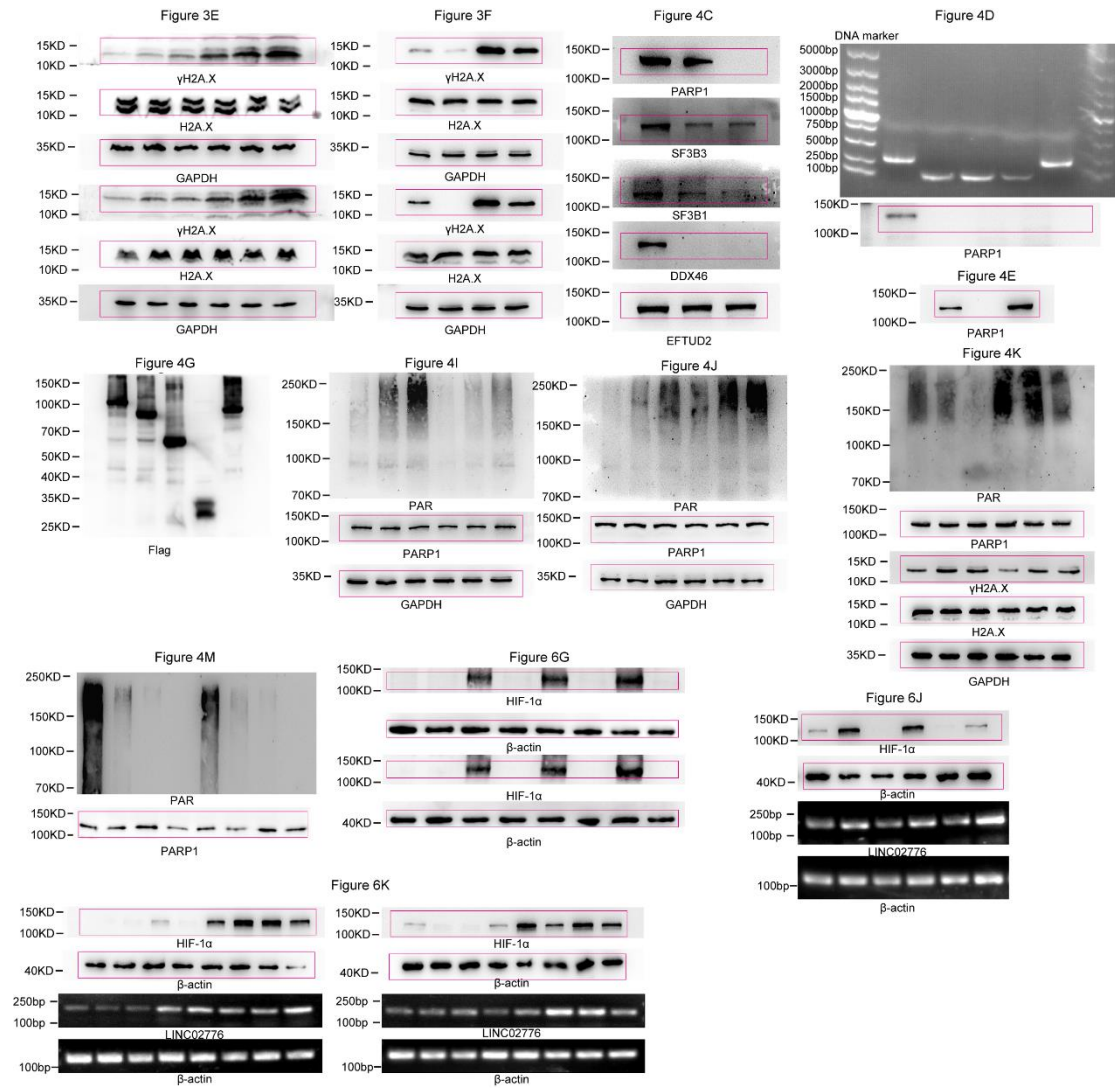 Figure 3E
15KD
10KD
γH2A.X
15KD
10KD
H2A.X
35KD
GAPDH
15KD
10KD
γH2A.X
15KD
10KD
H2A.X
35KD
GAPDH
Figure 3F
15KD
10KD
γH2A.X
15KD
10KD
H2A.X
35KD
GAPDH
15KD
10KD
γH2A.X
15KD
10KD
H2A.X
35KD
GAPDH
Figure 4C
150KD
100KD
PARP1
150KD
100KD
SF3B3
150KD
100KD
SF3B1
150KD
100KD
DDX46
150KD
100KD
EFTUD2
Figure 4D
DNA marker
5000bp
3000bp
2000bp
1500bp
1000bp
750bp
500bp
250bp
100bp
150KD
100KD
PARP1
Figure 4E
150KD
100KD
PARP1
Figure 4G
150KD
100KD
70KD
50KD
40KD
35KD
25KD
Flag
Figure 4I
250KD
150KD
100KD
70KD
PAR
150KD
100KD
PARP1
35KD
GAPDH
Figure 4J
250KD
150KD
100KD
70KD
PAR
150KD
100KD
PARP1
35KD
GAPDH
Figure 4K
250KD
150KD
100KD
70KD
PAR
150KD
100KD
PARP1
15KD
10KD
γH2A.X
15KD
10KD
H2A.X
35KD
GAPDH
Figure 4M
250KD
150KD
100KD
70KD
PAR
150KD
100KD
PARP1
Figure 6G
150KD
100KD
HIF-1α
40KD
β-actin
150KD
100KD
HIF-1α
40KD
β-actin
Figure 6J
150KD
100KD
HIF-1α
40KD
β-actin
250bp
100bp
LINC02776
100bp
β-actin
Figure 6K
150KD
100KD
HIF-1α
40KD
β-actin
250bp
100bp
LINC02776
100bp
β-actin
150KD
100KD
HIF-1α
40KD
β-actin
250bp
100bp
LINC02776
100bp
β-actin